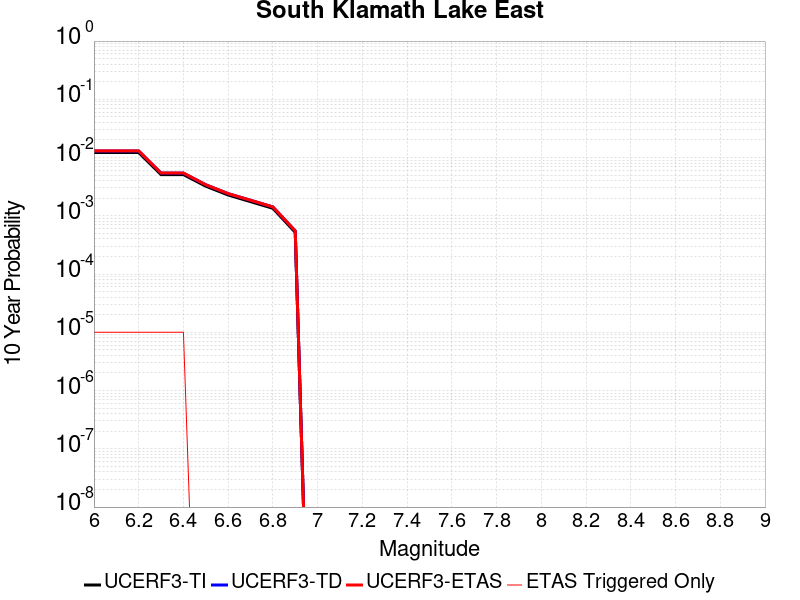 South Klamath Lake East
10^0
10^-1
10^-2
10^-3
10^-4
10^-5
10^-6
10^-7
10^-8
10 Year Probability
6 6.2 6.4 6.6 6.8 7 7.2 7.4 7.6 7.8 8 8.2 8.4 8.6 8.8 9
Magnitude
UCERF3-TI UCERF3-TD UCERF3-ETAS ETAS Triggered Only